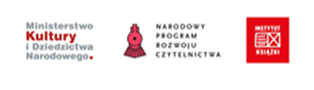 Ministerstwo
Kultury
i Dziedzictwa
Narodowego.
NARODOWY
PROGRAM
ROZWOJU
CZYTELNICTWA
INSTYTUT
KSIĄŻKI